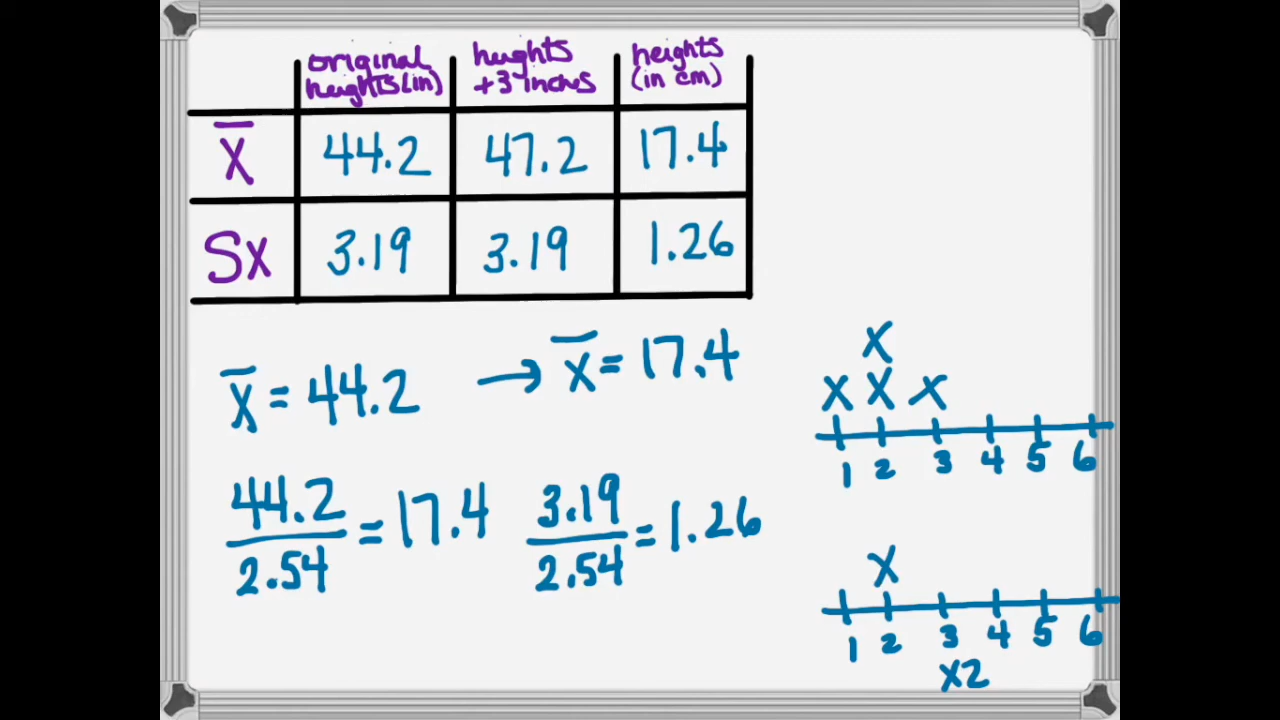 original heights (in) heights +3 inches heights (in cm)
x̄ 44.2 47.2 17.4
Sx 3.19 3.19 1.26
x̄ = 44.2 → x̄ = 17.4
44.2/2.54 = 17.4 3.19/2.54 = 1.26
X
X X X
1 2 3 4 5 6
X
1 2 3 4 5 6
x2